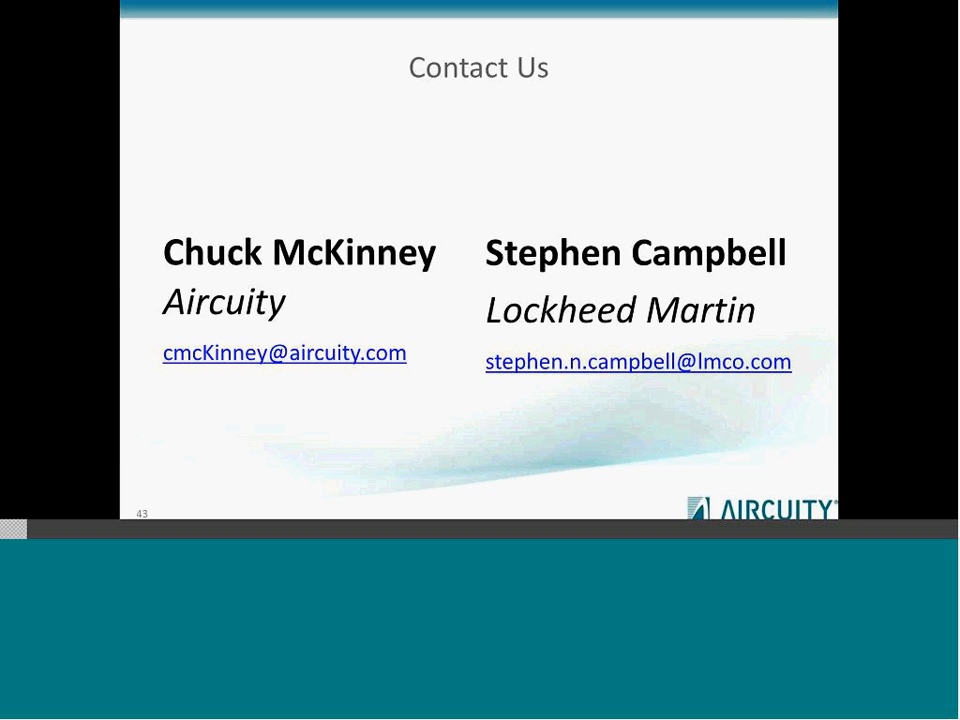 Contact Us
Chuck McKinney
Aircuity
cmcKinney@aircuity.com
Stephen Campbell
Lockheed Martin
stephen.n.campbell@lmco.com
43
AIRCUITY®